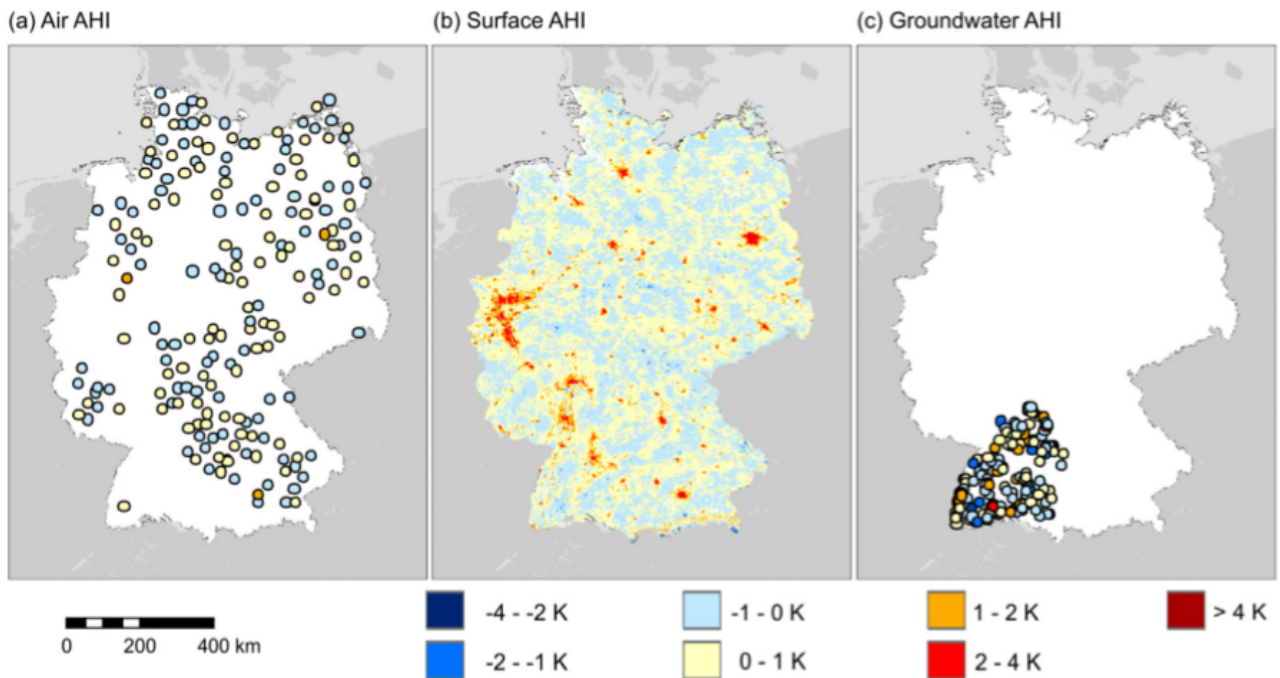 (a) Air AHI
(b) Surface AHI
(c) Groundwater AHI
0 200 400 km
-4 - -2 K
-1 - 0 K
1 - 2 K
> 4 K
-2 - -1 K
0 - 1 K
2 - 4 K